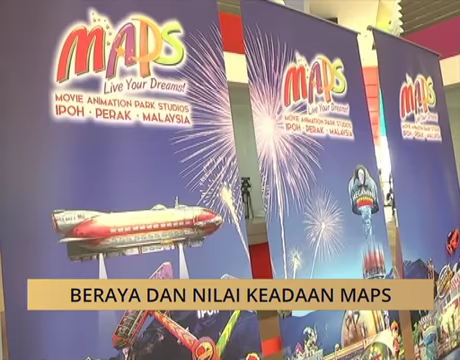 MAPS
Live Your Dreams!
MOVIE ANIMATION PARK STUDIOS
IPOH • PERAK • MALAYSIA
MAPS
Live Your Dreams!
MOVIE ANIMATION PARK STUDIOS
IPOH • PERAK • MALAYSIA
MAPS
BERAYA DAN NILAI KEADAAN MAPS